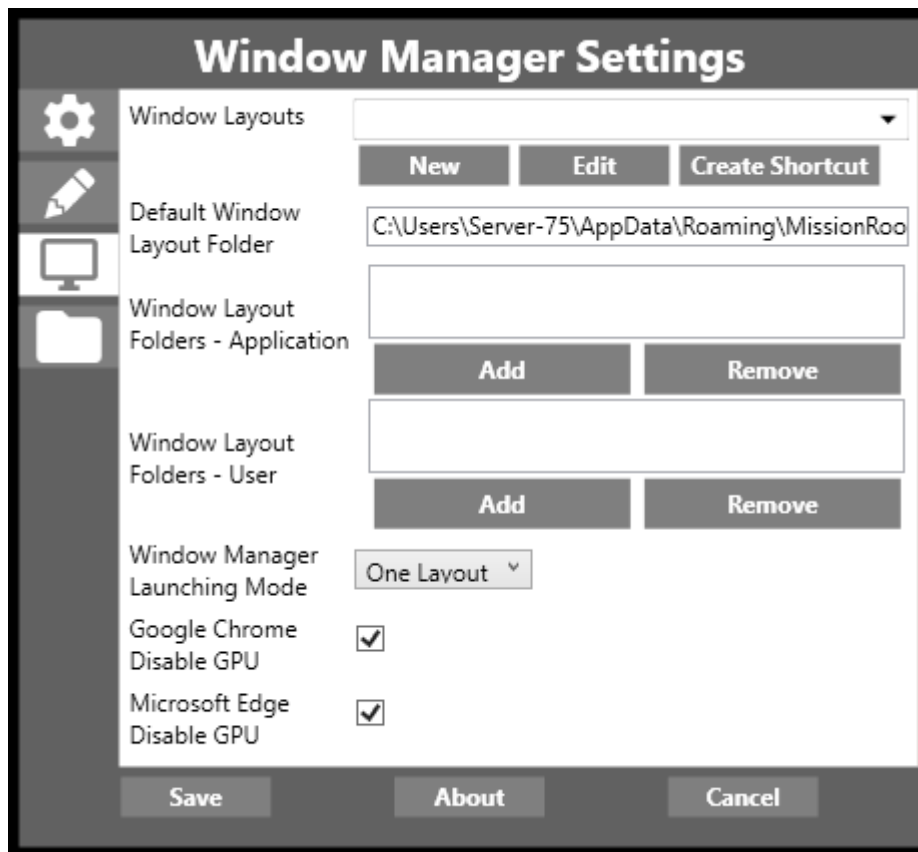 Window Manager Settings
Window Layouts
New Edit Create Shortcut
Default Window
Layout Folder
C:\Users\Server-75\AppData\Roaming\MissionRoo
Window Layout
Folders - Application
Add Remove
Window Layout
Folders - User
Add Remove
Window Manager
Launching Mode
One Layout
Google Chrome
Disable GPU
Microsoft Edge
Disable GPU
Save About Cancel